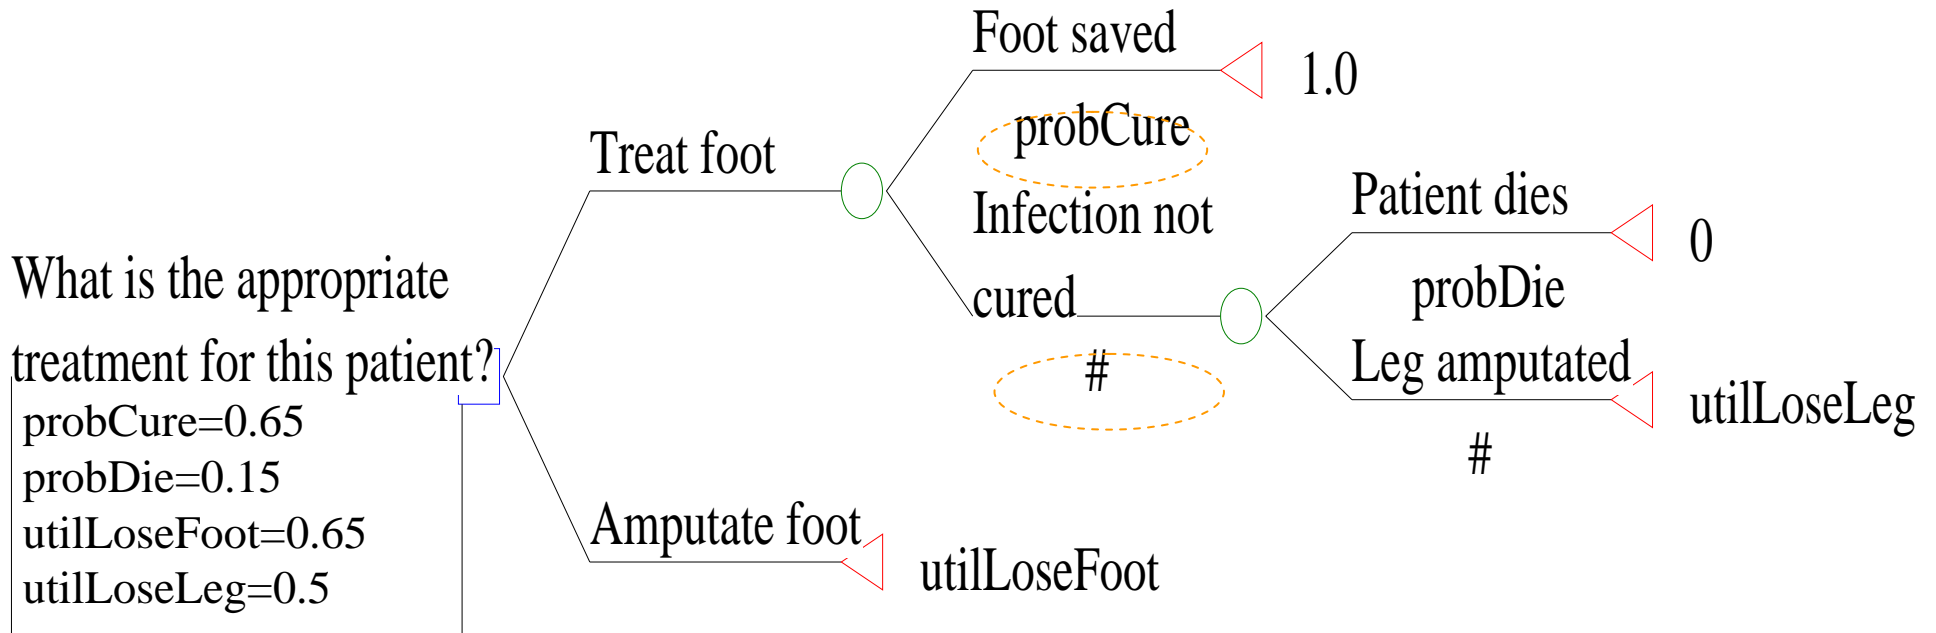 Foot saved
1.0
probCure
Treat foot
Infection not
cured
#
Patient dies
0
probDie
Leg amputated
utilLoseLeg
#
What is the appropriate
treatment for this patient?
probCure=0.65
probDie=0.15
utilLoseFoot=0.65
utilLoseLeg=0.5
Amputate foot
utilLoseFoot